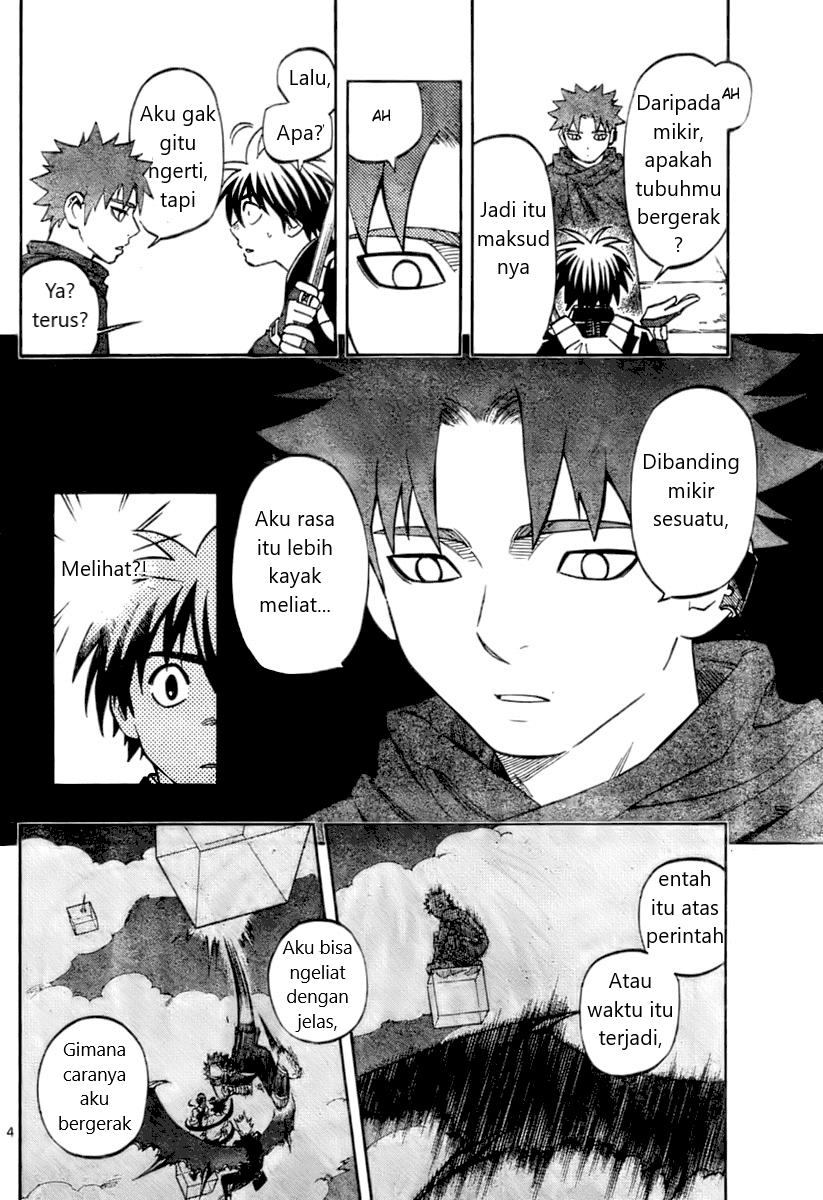 AH
Daripada
mikir,
apakah
tubuhmu
bergerak
?
Jadi itu
maksud
nya
AH
Lalu,
Apa?
Aku gak
gitu
ngerti,
tapi
Ya?
terus?
Dibanding
mikir
sesuatu,
Aku rasa
itu lebih
kayak
meliat...
Melihat?!
entah
itu atas
perintah
Atau
waktu itu
terjadi,
Aku bisa
ngeliat
dengan
jelas,
Gimana
caranya
aku
bergerak
4